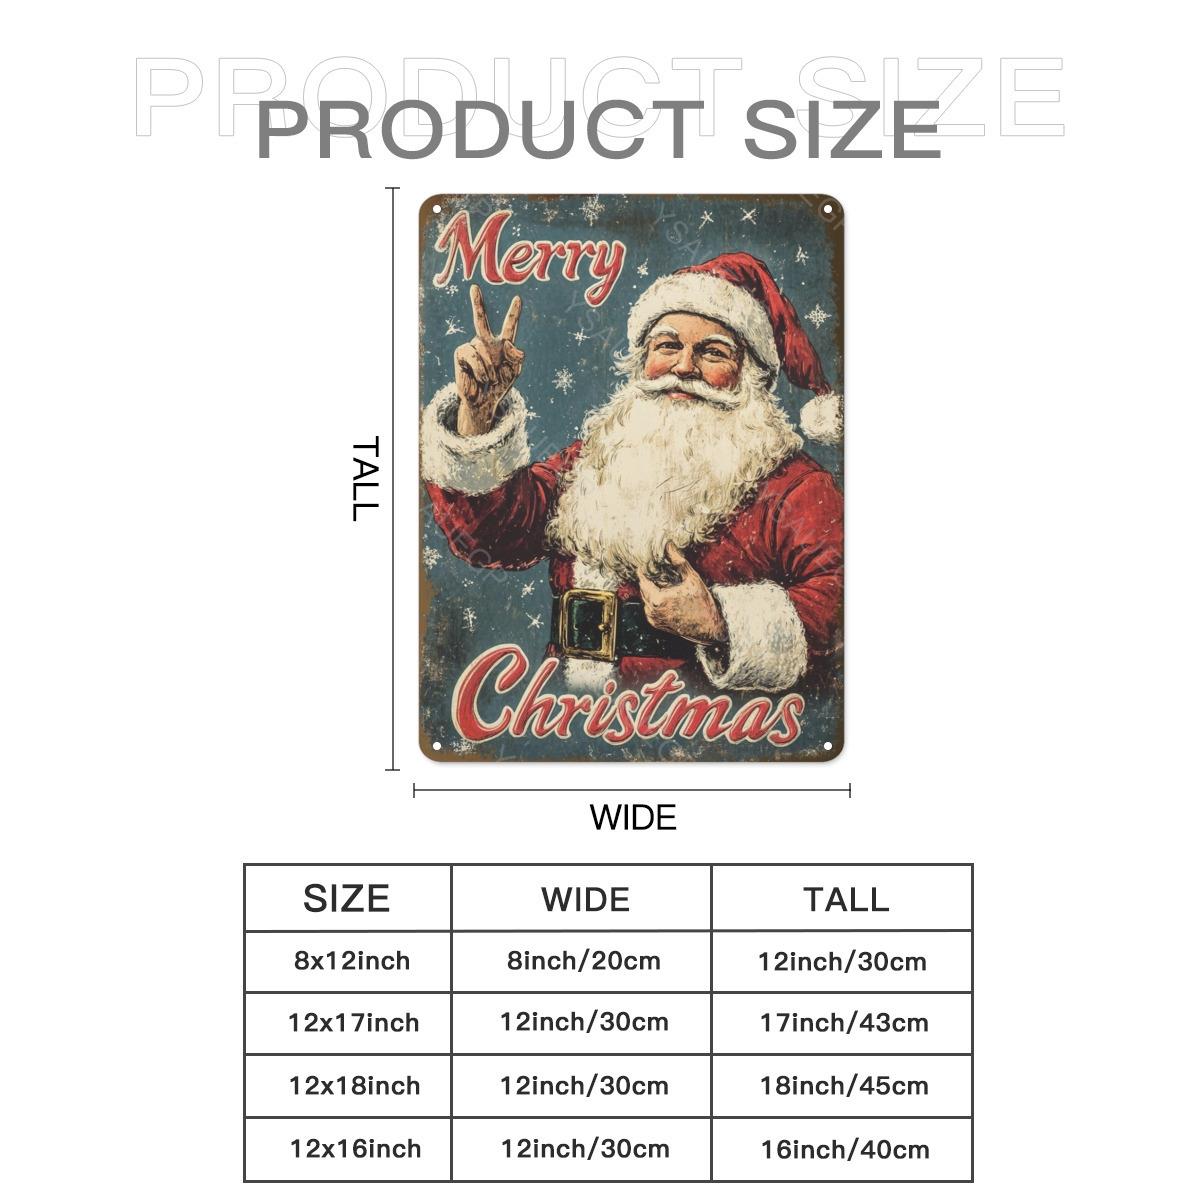 PRODUCT SIZE
PRODUCT SIZE
Merry
Christmas
TALL
WIDE
SIZE WIDE TALL
8x12inch 8inch/20cm 12inch/30cm
12x17inch 12inch/30cm 17inch/43cm
12x18inch 12inch/30cm 18inch/45cm
12x16inch 12inch/30cm 16inch/40cm